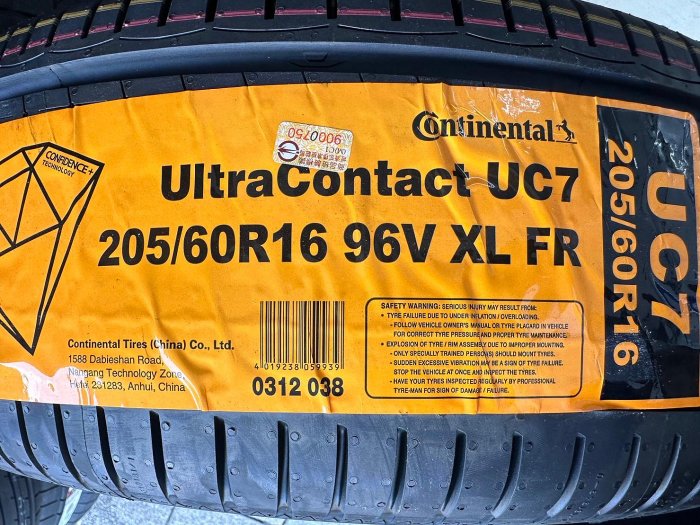 Continental
9000750
CONFIDENCE+
TECHNOLOGY
UltraContact UC7
205/60R16 96V XL FR
UC7
205/60R16
Continental Tires (China) Co., Ltd.
1588 Dabieshan Road,
Nangang Technology Zone,
Hefei 231283, Anhui, China
4 019238 059939
0312 038
SAFETY WARNING: SERIOUS INJURY MAY RESULT FROM:
• TYRE FAILURE DUE TO UNDER INFLATION / OVERLOADING.
- FOLLOW VEHICLE OWNER'S MANUAL OR TYRE PLACARD IN VEHICLE
FOR CORRECT TYRE PRESSURE AND PROPER TYRE MAINTENANCE.
• EXPLOSION OF TYRE / RIM ASSEMBLY DUE TO IMPROPER MOUNTING.
- ONLY SPECIALLY TRAINED PERSON(S) SHOULD MOUNT TYRES.
- SUDDEN EXCESSIVE VIBRATION MAY BE A SIGN OF TYRE FAILURE.
STOP THE VEHICLE AT ONCE AND INSPECT THE TYRES.
- HAVE YOUR TYRES INSPECTED REGULARLY BY PROFESSIONAL
TYRE-MAN FOR SIGN OF DAMAGE / FAILURE.